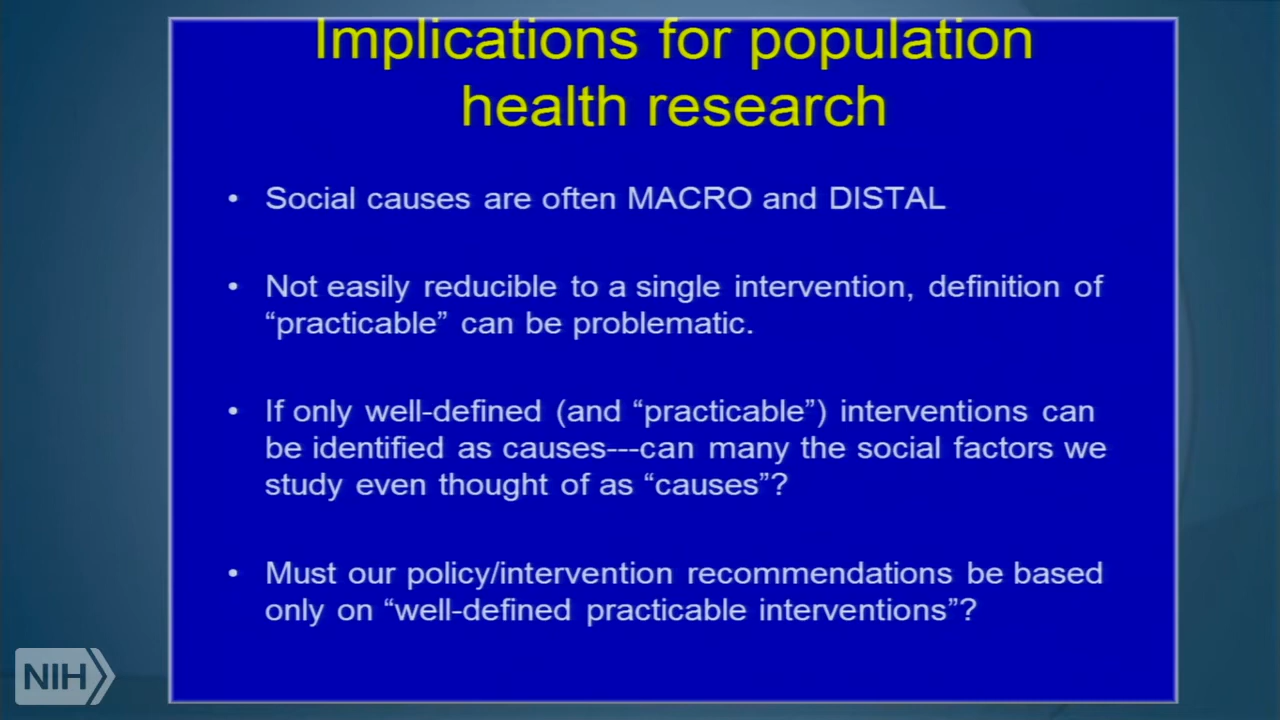 Implications for population
health research
• Social causes are often MACRO and DISTAL
• Not easily reducible to a single intervention, definition of
“practicable” can be problematic.
• If only well-defined (and “practicable”) interventions can
be identified as causes---can many the social factors we
study even thought of as “causes”?
• Must our policy/intervention recommendations be based
only on “well-defined practicable interventions”?
NIH